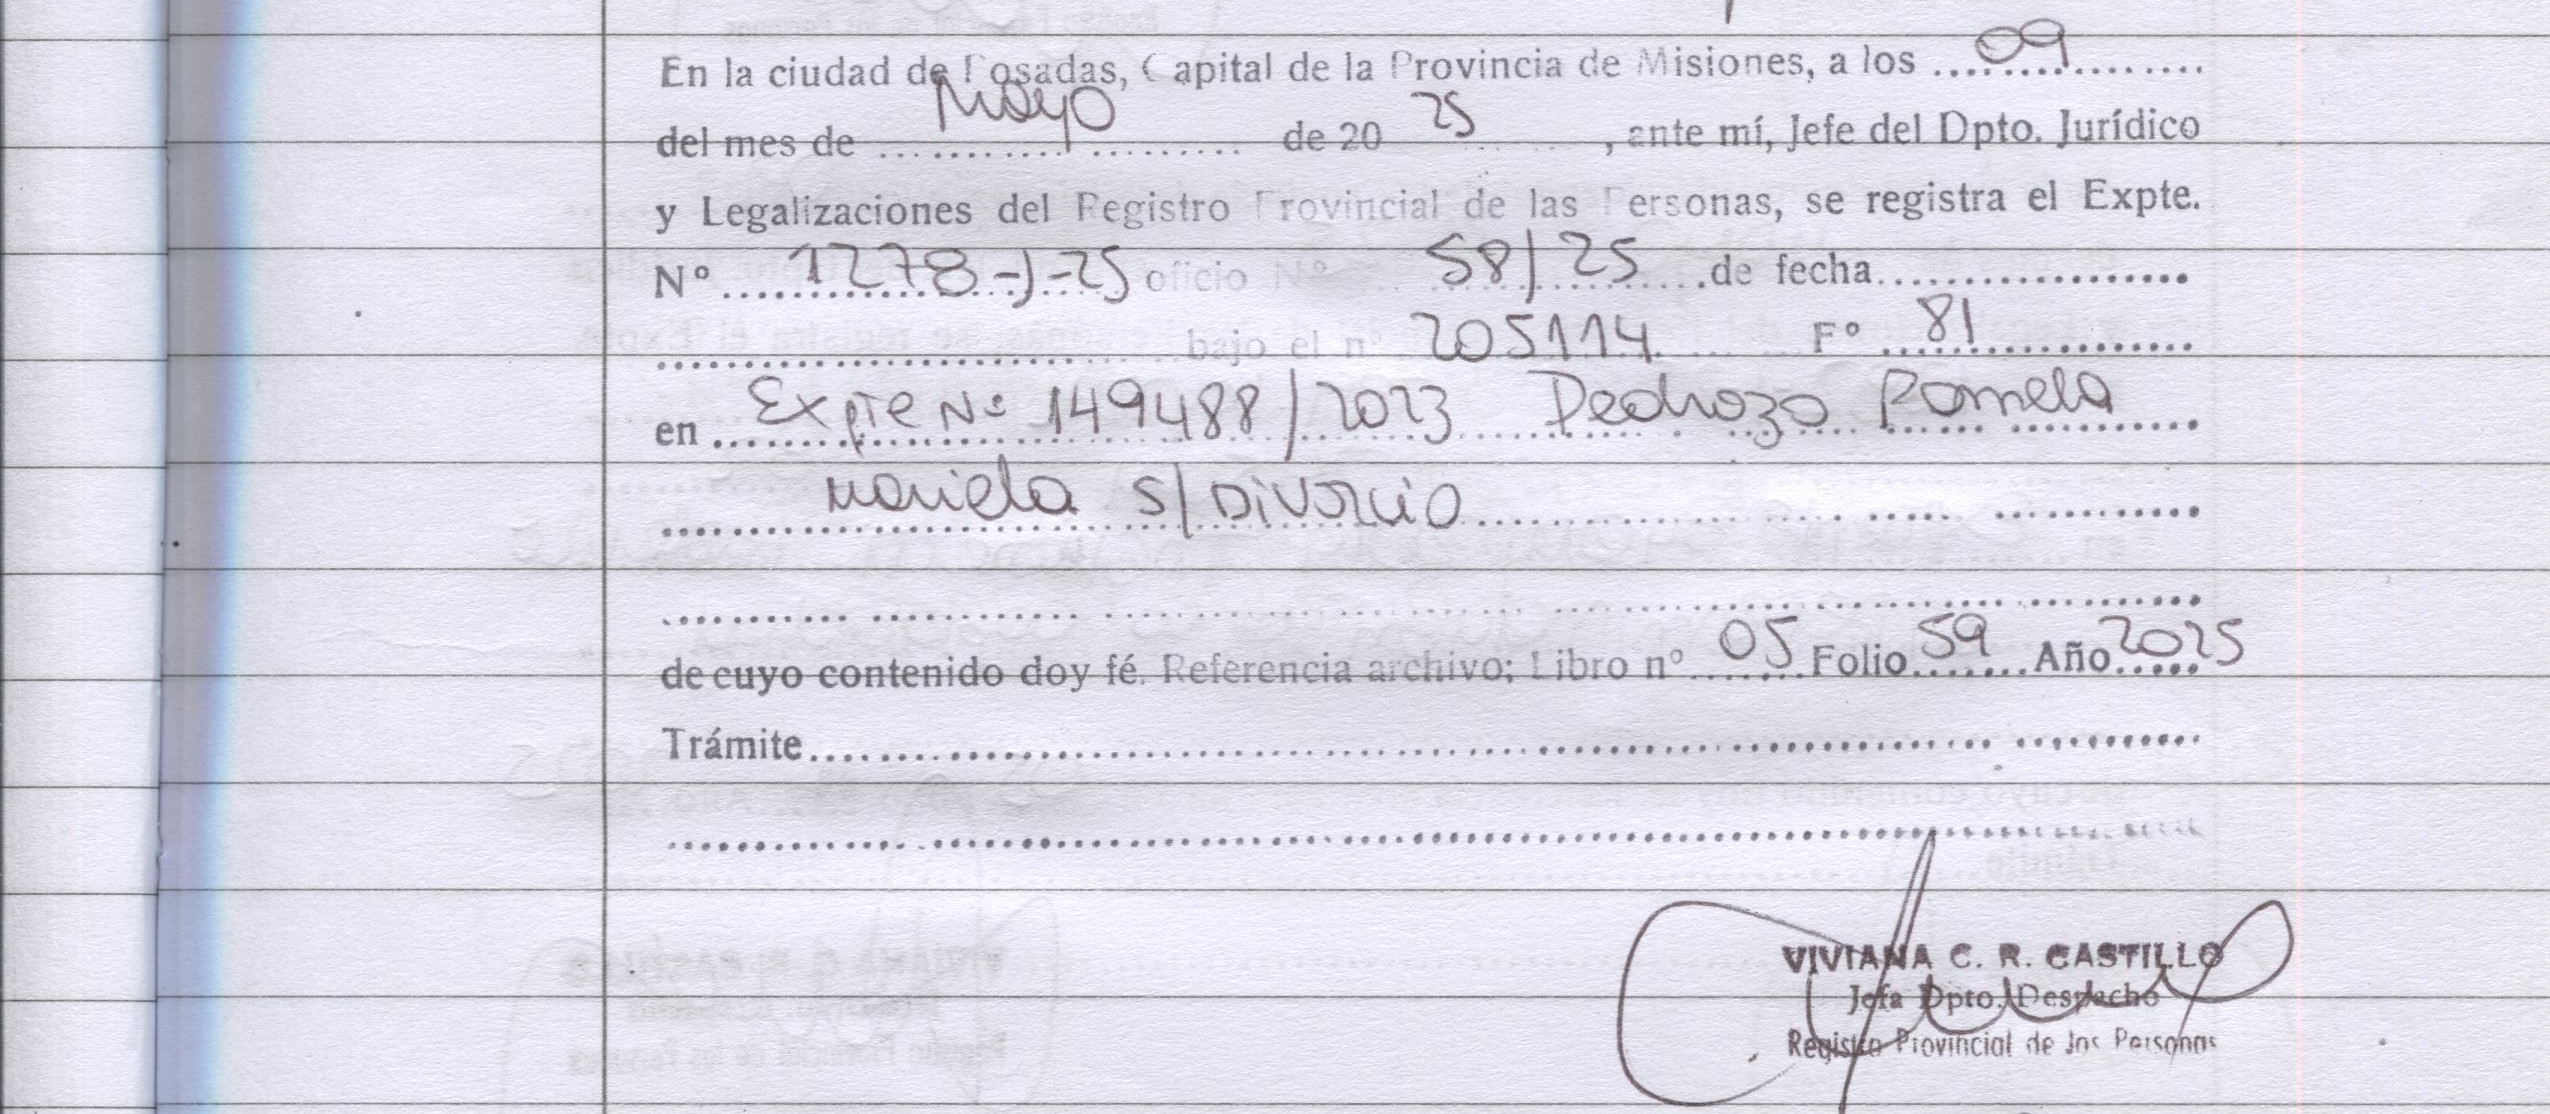 En la ciudad de Posadas, Capital de la Provincia de Misiones, a los 09
del mes de Mayo de 20 25, ante mí, Jefe del Dpto. Jurídico
y Legalizaciones del Registro Provincial de las Personas, se registra el Expte.
N° 1278-J-25 oficio N° 58/25 de fecha
bajo el n° 205114 F° 81
en Expte N° 149488/2023 Pedrozo Pamela
Mariela s/ Divorcio
de cuyo contenido doy fé. Referencia archivo; Libro n° 05 Folio 59 Año 2025
Trámite
VIVIANA C. R. CASTILLO
Jefa Dpto. Despacho
Registro Provincial de las Personas